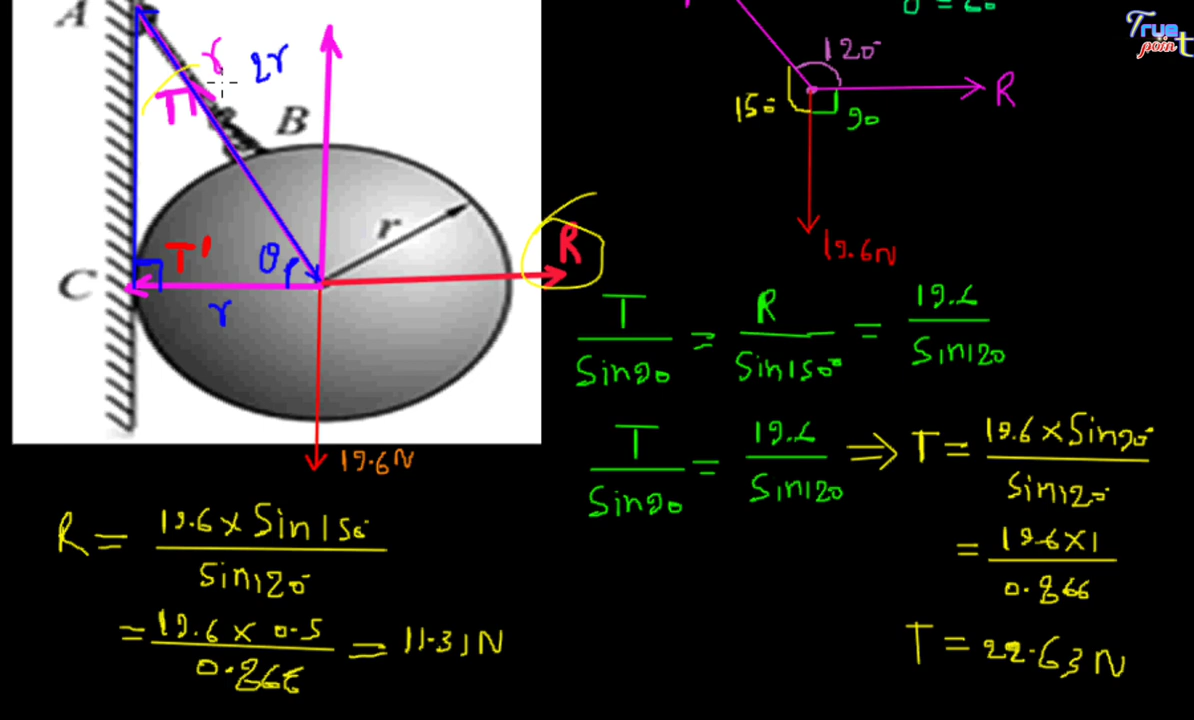 A
r 2r
T
B
r
C
T'
θ
r
R
19.6N
120°
R
150
90
19.6N
True
point
T/Sin90 = R/Sin150° = 19.6/Sin120
T/Sin90 = 19.6/Sin120 ⇒ T = 19.6×Sin90°/Sin120°
= 19.6×1/0.866
T = 22.63N
R = 19.6×Sin150°/Sin120°
= 19.6×0.5/0.866 = 11.31N